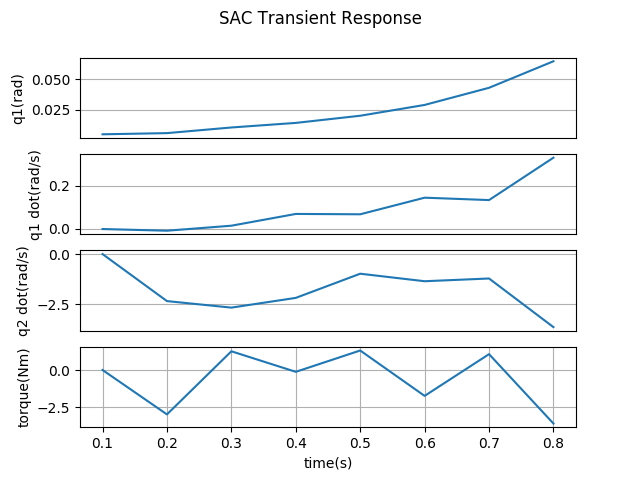 SAC Transient Response
q1(rad)
0.050
0.025
q1 dot(rad/s)
0.2
0.0
q2 dot(rad/s)
0.0
−2.5
torque(Nm)
0.0
−2.5
0.1 0.2 0.3 0.4 0.5 0.6 0.7 0.8
time(s)